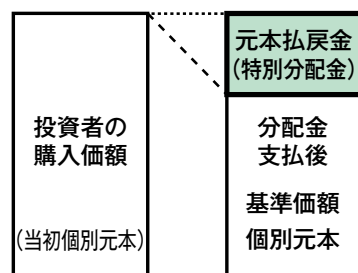 投資者の
購入価額
(当初個別元本)
元本払戻金
(特別分配金)
分配金
支払後
基準価額
個別元本